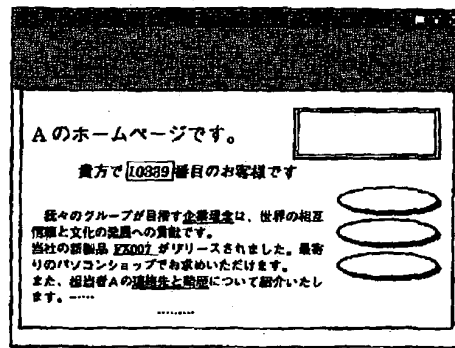 Aのホームページです。
貴方で10889番目のお客様です
我々のグループが目指す企業理念は、世界の相互
信頼と文化の発展への貢献です。
当社の新製品 がリリースされました。最寄
りのパソコンショップでお求めいただけます。
また、担当者Aの連絡先と略歴について紹介いたし
ます。-----